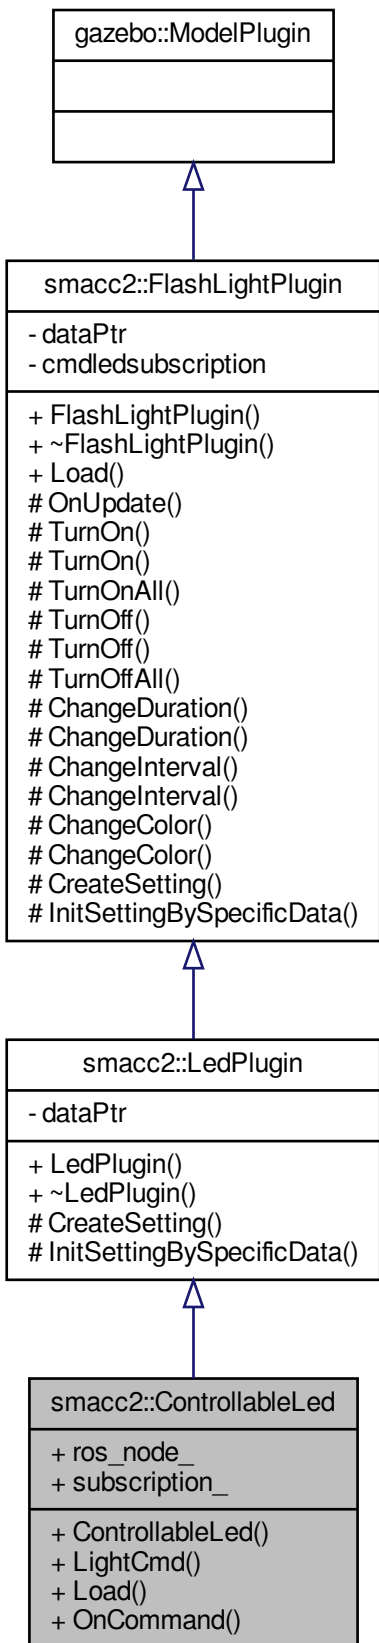 gazebo::ModelPlugin
smacc2::FlashLightPlugin
- dataPtr
- cmdledsubscription
+ FlashLightPlugin()
+ ~FlashLightPlugin()
+ Load()
# OnUpdate()
# TurnOn()
# TurnOn()
# TurnOnAll()
# TurnOff()
# TurnOff()
# TurnOffAll()
# ChangeDuration()
# ChangeDuration()
# ChangeInterval()
# ChangeInterval()
# ChangeColor()
# ChangeColor()
# CreateSetting()
# InitSettingBySpecificData()
smacc2::LedPlugin
- dataPtr
+ LedPlugin()
+ ~LedPlugin()
# CreateSetting()
# InitSettingBySpecificData()
smacc2::ControllableLed
+ ros_node_
+ subscription_
+ ControllableLed()
+ LightCmd()
+ Load()
+ OnCommand()